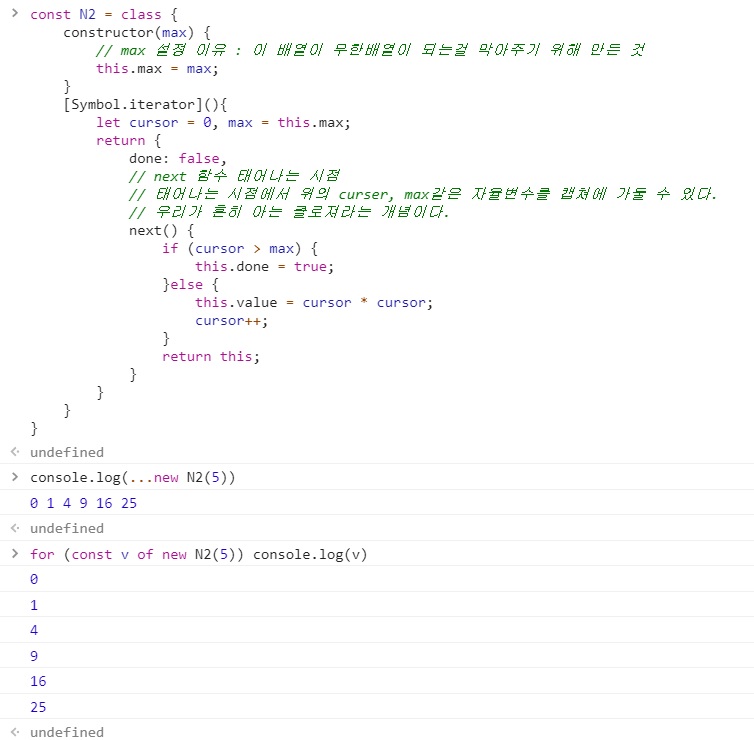 > const N2 = class {
constructor(max) {
// max 설정 이유 : 이 배열이 무한배열이 되는걸 막아주기 위해 만든 것
this.max = max;
}
[Symbol.iterator](){
let cursor = 0, max = this.max;
return {
done: false,
// next 함수 태어나는 시점
// 태어나는 시점에서 위의 curser, max같은 자율변수를 캡쳐에 가둘 수 있다.
// 우리가 흔히 아는 클로져라는 개념이다.
next() {
if (cursor > max) {
this.done = true;
}else {
this.value = cursor * cursor;
cursor++;
}
return this;
}
}
}
}
undefined
> console.log(...new N2(5))
0 1 4 9 16 25
undefined
> for (const v of new N2(5)) console.log(v)
0
1
4
9
16
25
undefined